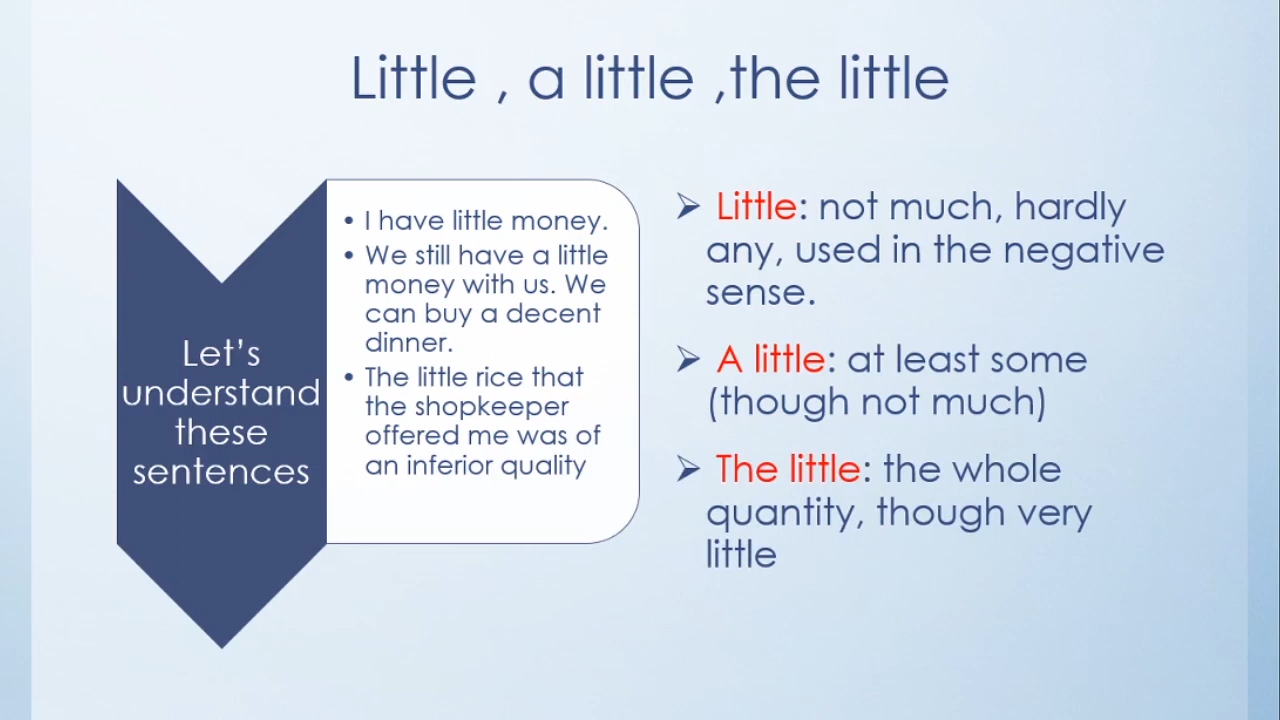 Little , a little ,the little
Let’s
understand
these
sentences
• I have little money.
• We still have a little
money with us. We
can buy a decent
dinner.
• The little rice that
the shopkeeper
offered me was of
an inferior quality
➢ Little: not much, hardly
any, used in the negative
sense.
➢ A little: at least some
(though not much)
➢ The little: the whole
quantity, though very
little